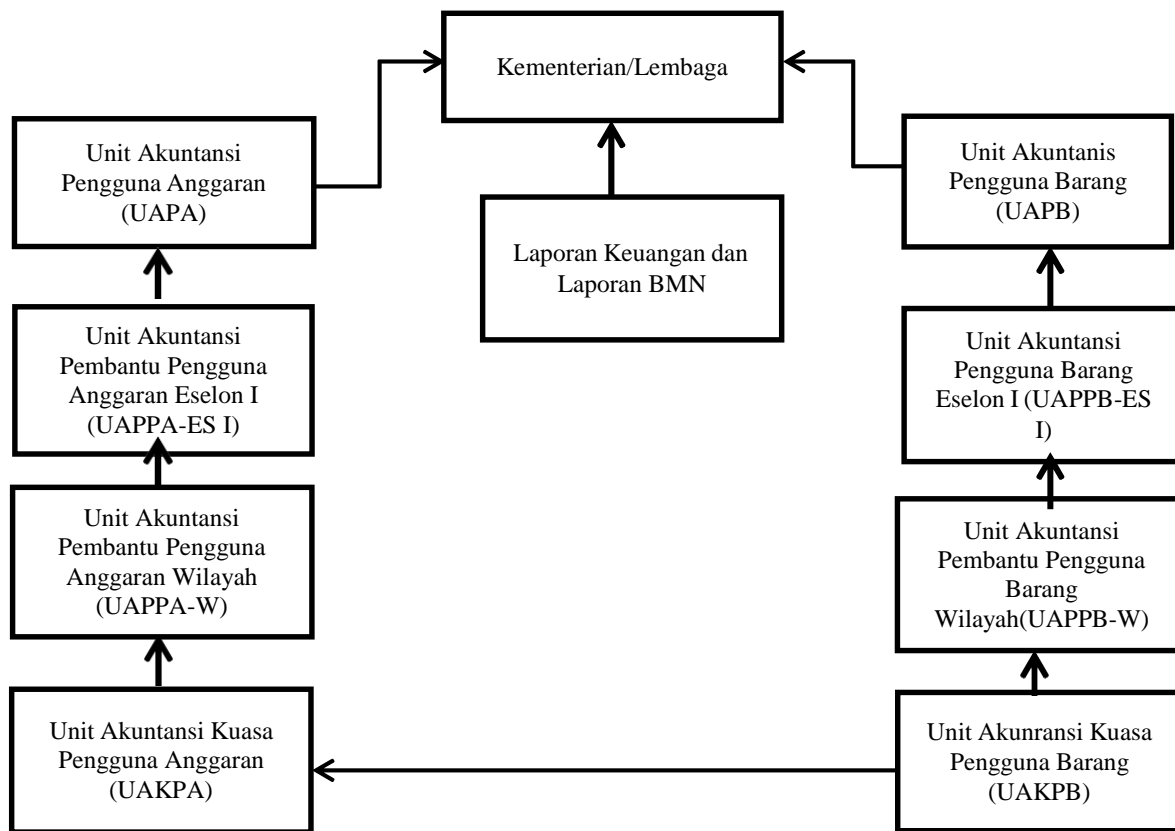 Kementerian/Lembaga
Unit Akuntansi
Pengguna Anggaran
(UAPA)
Unit Akuntanis
Pengguna Barang
(UAPB)
Laporan Keuangan dan
Laporan BMN
Unit Akuntansi
Pembantu Pengguna
Anggaran Eselon I
(UAPPA-ES I)
Unit Akuntansi
Pengguna Barang
Eselon I (UAPPB-ES
I)
Unit Akuntansi
Pembantu Pengguna
Anggaran Wilayah
(UAPPA-W)
Unit Akuntansi
Pembantu Pengguna
Barang
Wilayah(UAPPB-W)
Unit Akuntansi Kuasa
Pengguna Anggaran
(UAKPA)
Unit Akunransi Kuasa
Pengguna Barang
(UAKPB)